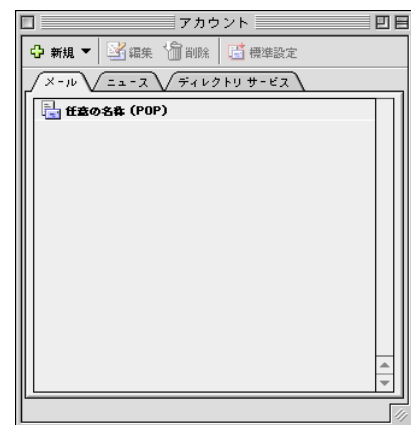 アカウント
新規 編集 削除 標準設定
メール ニュース ディレクトリ サービス
任意の名称 (POP)